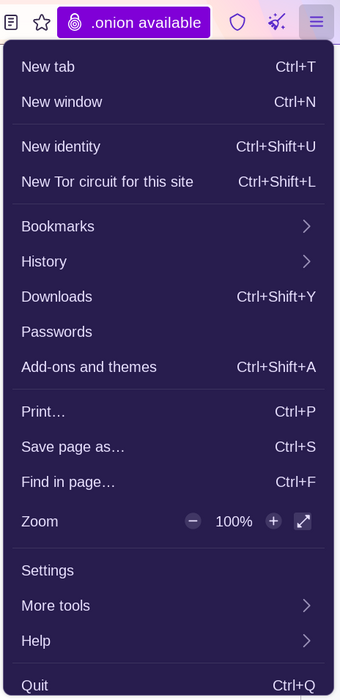 .onion available
New tab Ctrl+T
New window Ctrl+N
New identity Ctrl+Shift+U
New Tor circuit for this site Ctrl+Shift+L
Bookmarks
History
Downloads Ctrl+Shift+Y
Passwords
Add-ons and themes Ctrl+Shift+A
Print… Ctrl+P
Save page as… Ctrl+S
Find in page… Ctrl+F
Zoom 100%
Settings
More tools
Help
Quit Ctrl+Q